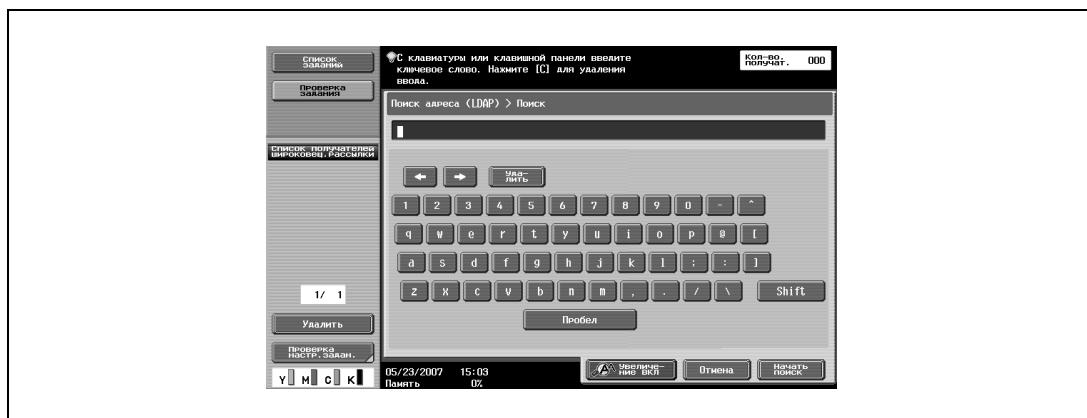 Список
заданий
Проверка
задания
Список получателей
широковещ.рассылки
1/ 1
Удалить
Проверка
настр.задан.
Y M C K
С клавиатуры или клавишной панели введите
ключевое слово. Нажмите [C] для удаления
ввода.
Кол-во.
получат. 000
Поиск адреса (LDAP) > Поиск
Уда-
лить
1 2 3 4 5 6 7 8 9 0 - ^
q w e r t y u i o p @ [
a s d f g h j k l ; : ]
z x c v b n m , . / \ Shift
Пробел
05/23/2007 15:03
Память 0%
Увеличе-
ние ВКЛ
Отмена
Начать
поиск